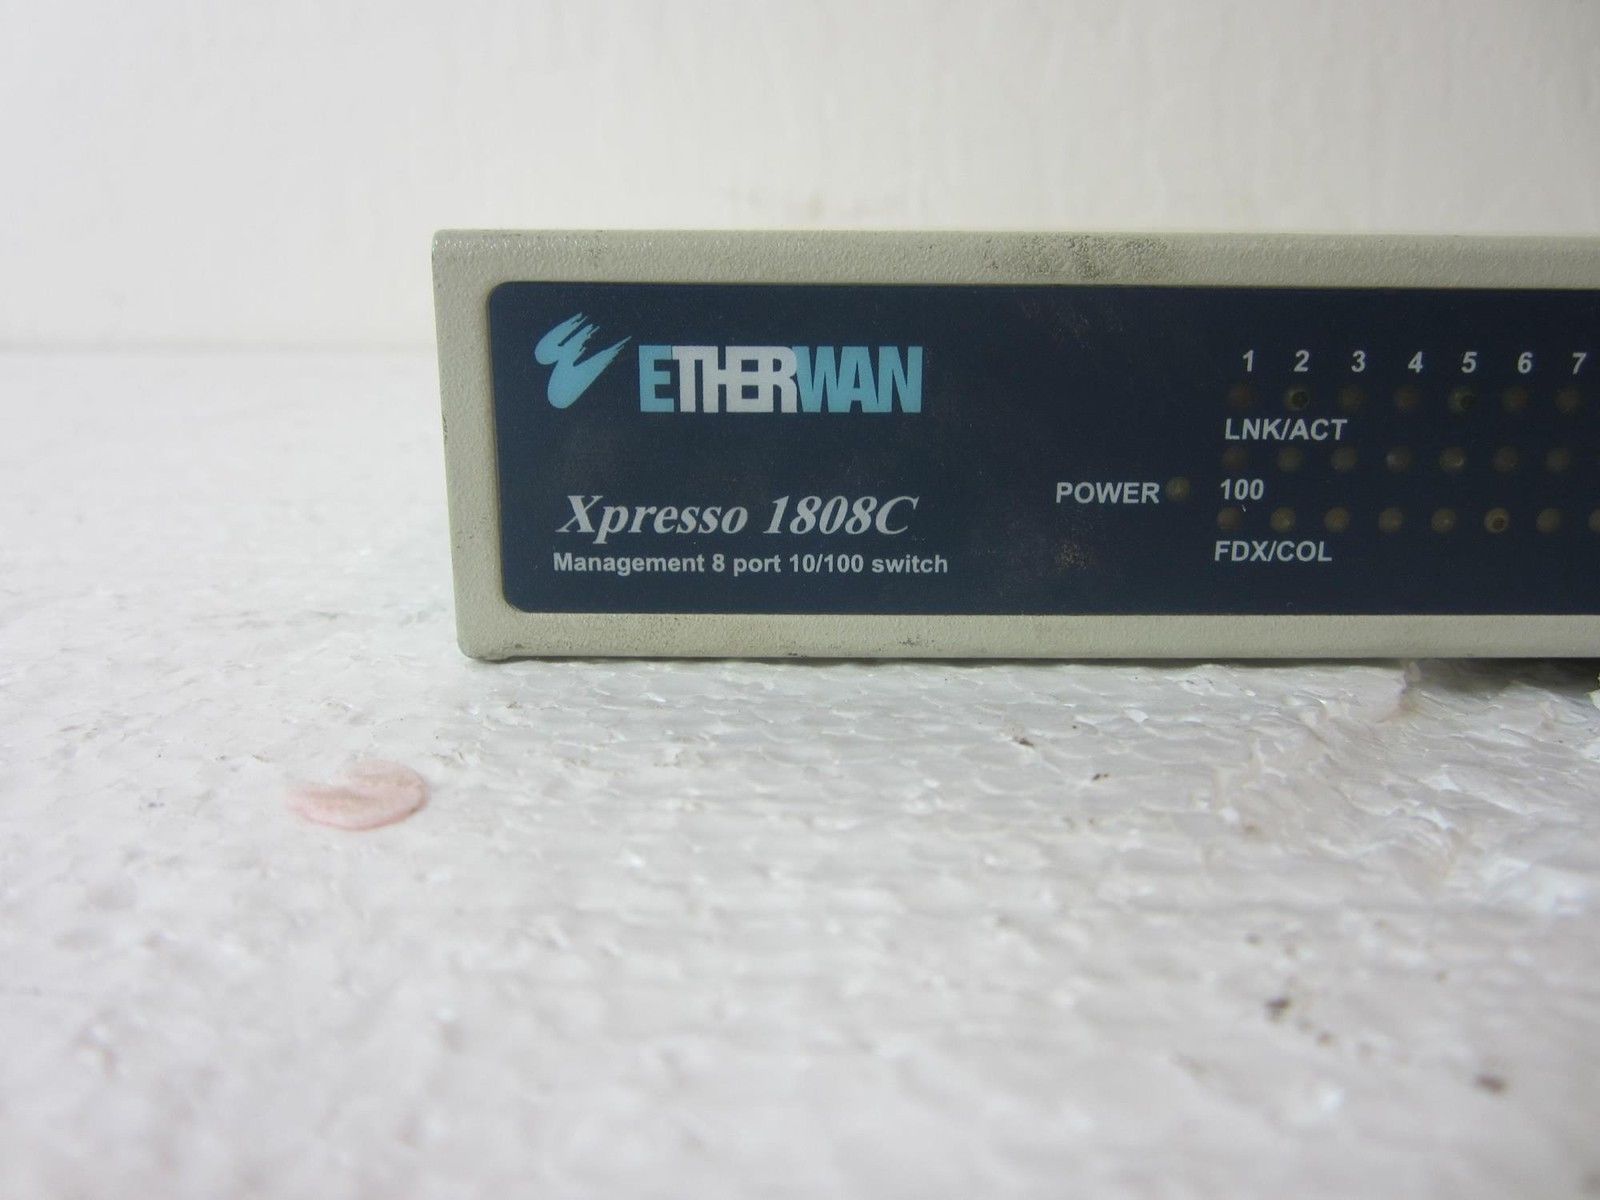 ETHERWAN
Xpresso 1808C
Management 8 port 10/100 switch
1 2 3 4 5 6 7
LNK/ACT
POWER 100
FDX/COL